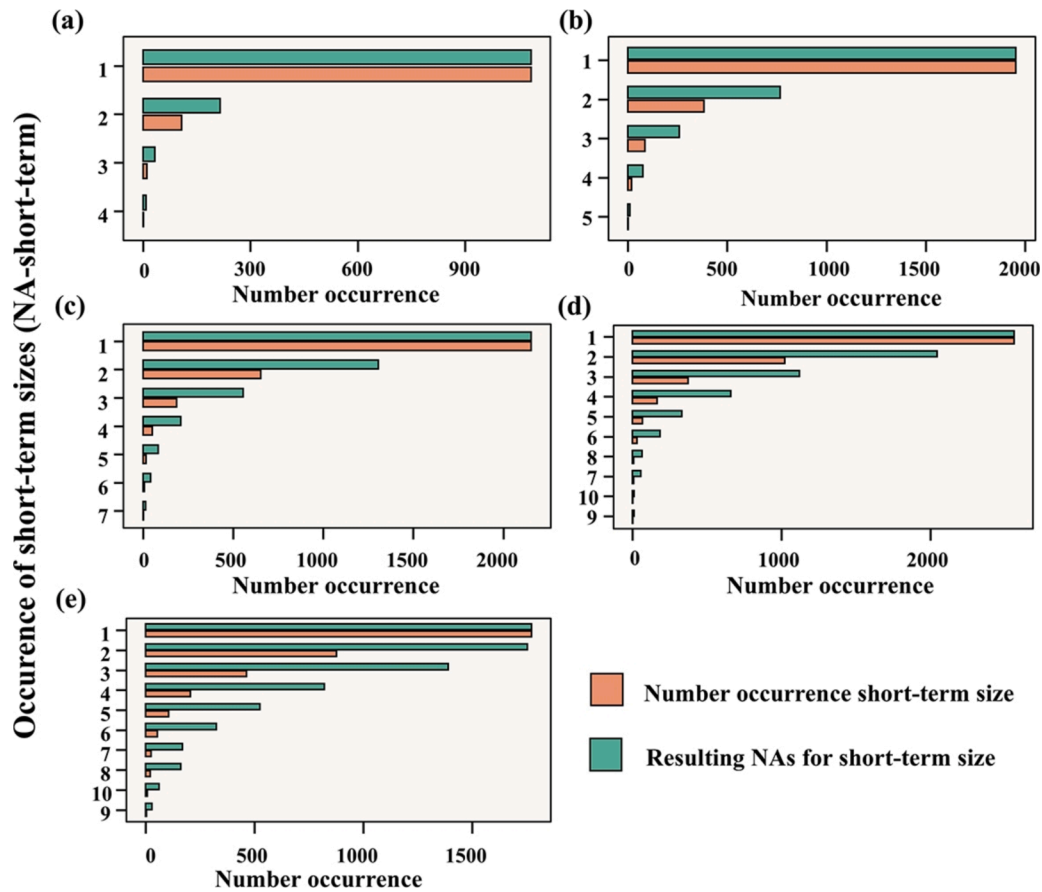 Occurence of short-term sizes (NA-short-term)
(a)
1
2
3
4
0 300 600 900
Number occurrence
(b)
1
2
3
4
5
0 500 1000 1500 2000
Number occurrence
(c)
1
2
3
4
5
6
7
0 500 1000 1500 2000
Number occurrence
(d)
1
2
3
4
5
6
8
7
10
9
0 1000 2000
Number occurrence
(e)
1
2
3
4
5
6
7
8
10
9
0 500 1000 1500
Number occurrence
Number occurrence short-term size
Resulting NAs for short-term size